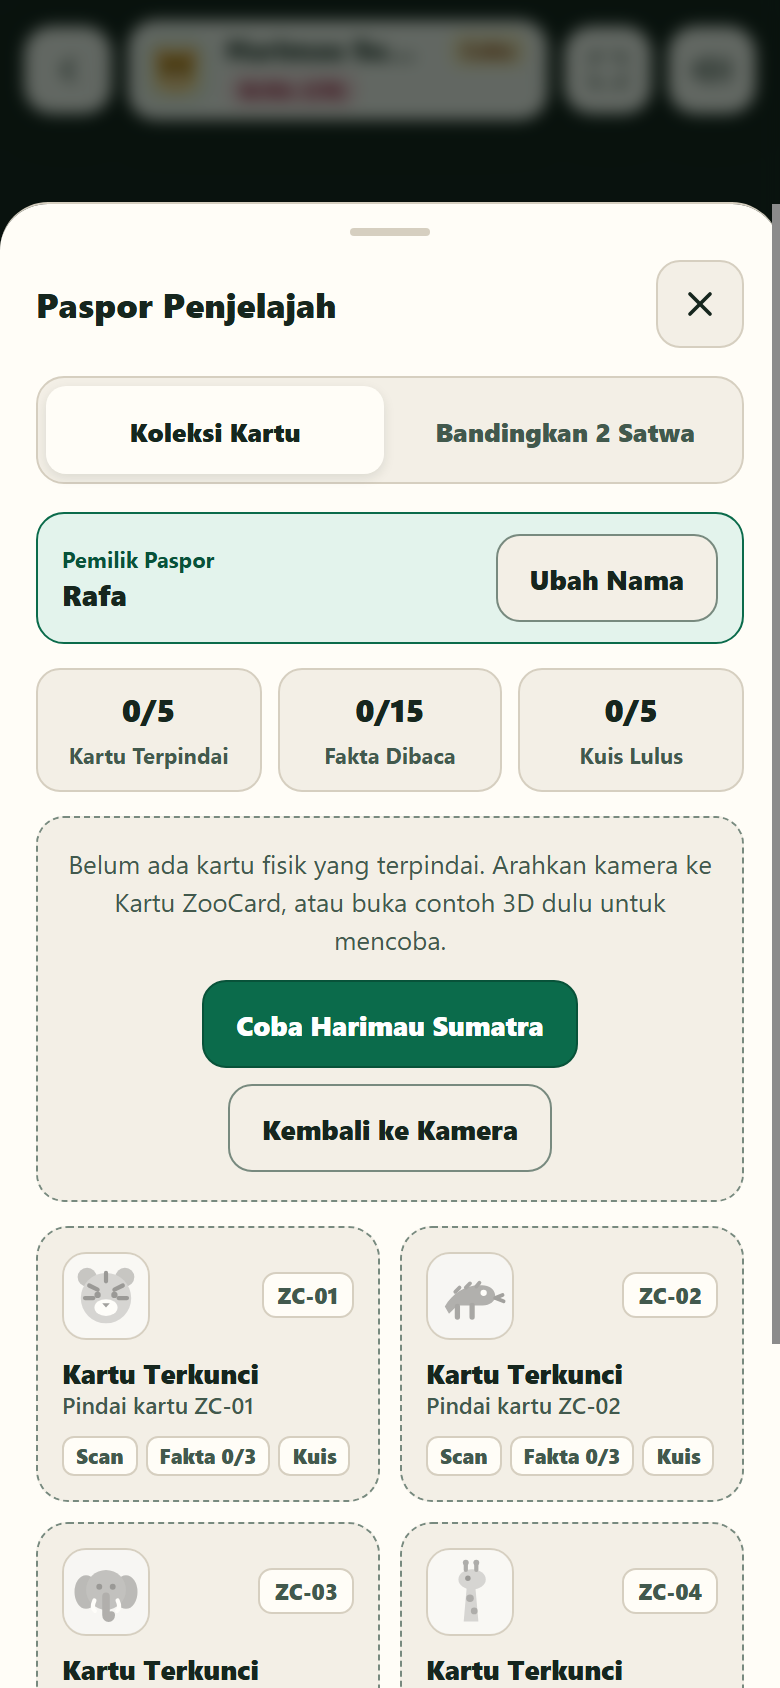 Paspor Penjelajah
Koleksi Kartu
Bandingkan 2 Satwa
Pemilik Paspor
Rafa
Ubah Nama
0/5
Kartu Terpindai
0/15
Fakta Dibaca
0/5
Kuis Lulus
Belum ada kartu fisik yang terpindai. Arahkan kamera ke
Kartu ZooCard, atau buka contoh 3D dulu untuk
mencoba.
Coba Harimau Sumatra
Kembali ke Kamera
ZC-01
Kartu Terkunci
Pindai kartu ZC-01
Scan
Fakta 0/3
Kuis
ZC-02
Kartu Terkunci
Pindai kartu ZC-02
Scan
Fakta 0/3
Kuis
ZC-03
Kartu Terkunci
ZC-04
Kartu Terkunci